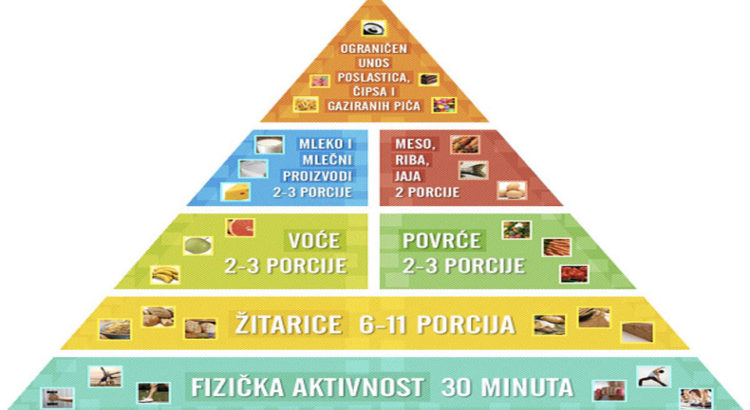 OGRANIČEN
UNOS
POSLASTICA,
ČIPSA I
GAZIRANIH PIĆA
MLEKO I
MLEČNI
PROIZVODI
2-3 PORCIJE
MESO,
RIBA,
JAJA
2 PORCIJE
VOĆE
2-3 PORCIJE
POVRĆE
2-3 PORCIJE
ŽITARICE 6-11 PORCIJA
FIZIČKA AKTIVNOST 30 MINUTA